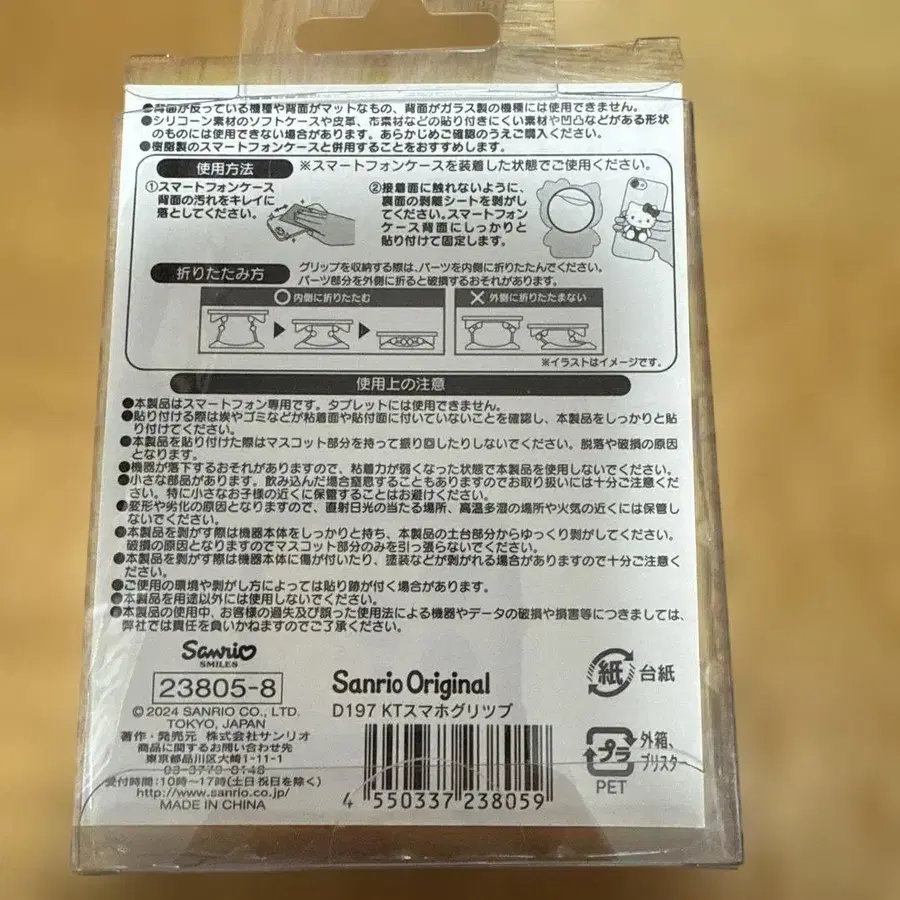 ●背面が反っている機種や背面がマットなもの、背面がガラス製の機種には使用できません。
●シリコーン素材のソフトケースや皮革、布素材などの貼り付きにくい素材や凹凸などがある形状
のものには使用できない場合があります。あらかじめご確認のうえご購入ください。
●樹脂製のスマートフォンケースと併用することをおすすめします。
使用方法 ※スマートフォンケースを装着した状態でご使用ください。
①スマートフォンケース
背面の汚れをキレイに
落としてください。
②接着面に触れないように、
裏面の剥離シートを剥がし
てください。スマートフォン
ケース背面にしっかりと
貼り付けて固定します。
折りたたみ方
グリップを収納する際は、パーツを内側に折りたたんでください。
パーツ部分を外側に折ると破損するおそれがあります。
○内側に折りたたむ
×外側に折りたたまない
※イラストはイメージです。
使用上の注意
●本製品はスマートフォン専用です。タブレットには使用できません。
●貼り付ける際は埃やゴミなどが粘着面や貼付面に付いていないことを確認し、本製品をしっかりと貼
り付けてください。
●本製品を貼り付けた際はマスコット部分を持って振り回したりしないでください。脱落や破損の原因
となります。
●機器が落下するおそれがありますので、粘着力が弱くなった状態で本製品を使用しないでください。
●小さな部品があります。飲み込んだ場合窒息することもありますのでお取り扱いには十分ご注意くだ
さい。特に小さなお子様の近くに保管することはお避けください。
●変形や劣化の原因となりますので、直射日光の当たる場所、高温多湿の場所や火気の近くには保管し
ないでください。
●本製品を剥がす際は機器本体をしっかりと持ち、本製品の土台部分からゆっくり剥がしてください。
破損の原因となりますのでマスコット部分のみを引っ張らないでください。
●本製品を剥がす際は機器本体に傷が付いたり、塗装などが剥がれる場合がありますので十分ご注意く
ださい。
●ご使用の環境や剥がし方によっては貼り跡が付く場合があります。
●本製品を用途以外には使用しないでください。
●本製品の使用中、お客様の過失及び誤った使用法による機器やデータの破損や損害等につきましては、
弊社では責任を負いかねますのでご了承ください。
Sanrio
SMILES
23805-8
©2024 SANRIO CO., LTD.
TOKYO, JAPAN
著作・発売元 株式会社サンリオ
商品に関するお問い合わせ先
東京都品川区大崎1-11-1
03-3779-8148
受付時間:10時〜17時(土日祝日を除く)
http://www.sanrio.co.jp/
MADE IN CHINA
Sanrio Original
D197 KTスマホグリップ
4 550337 238059
紙 台紙
プラ 外箱、
ブリスター
PET